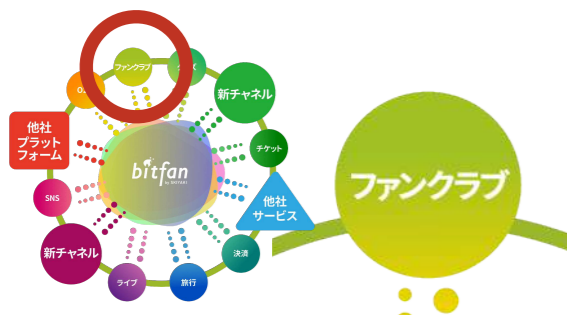 ファンクラブ
新チャネル
他社
プラット
フォーム
bitfan
by SKIYAKI
チケット
SNS
他社
サービス
新チャネル
決済
ライブ
旅行
ファンクラブ